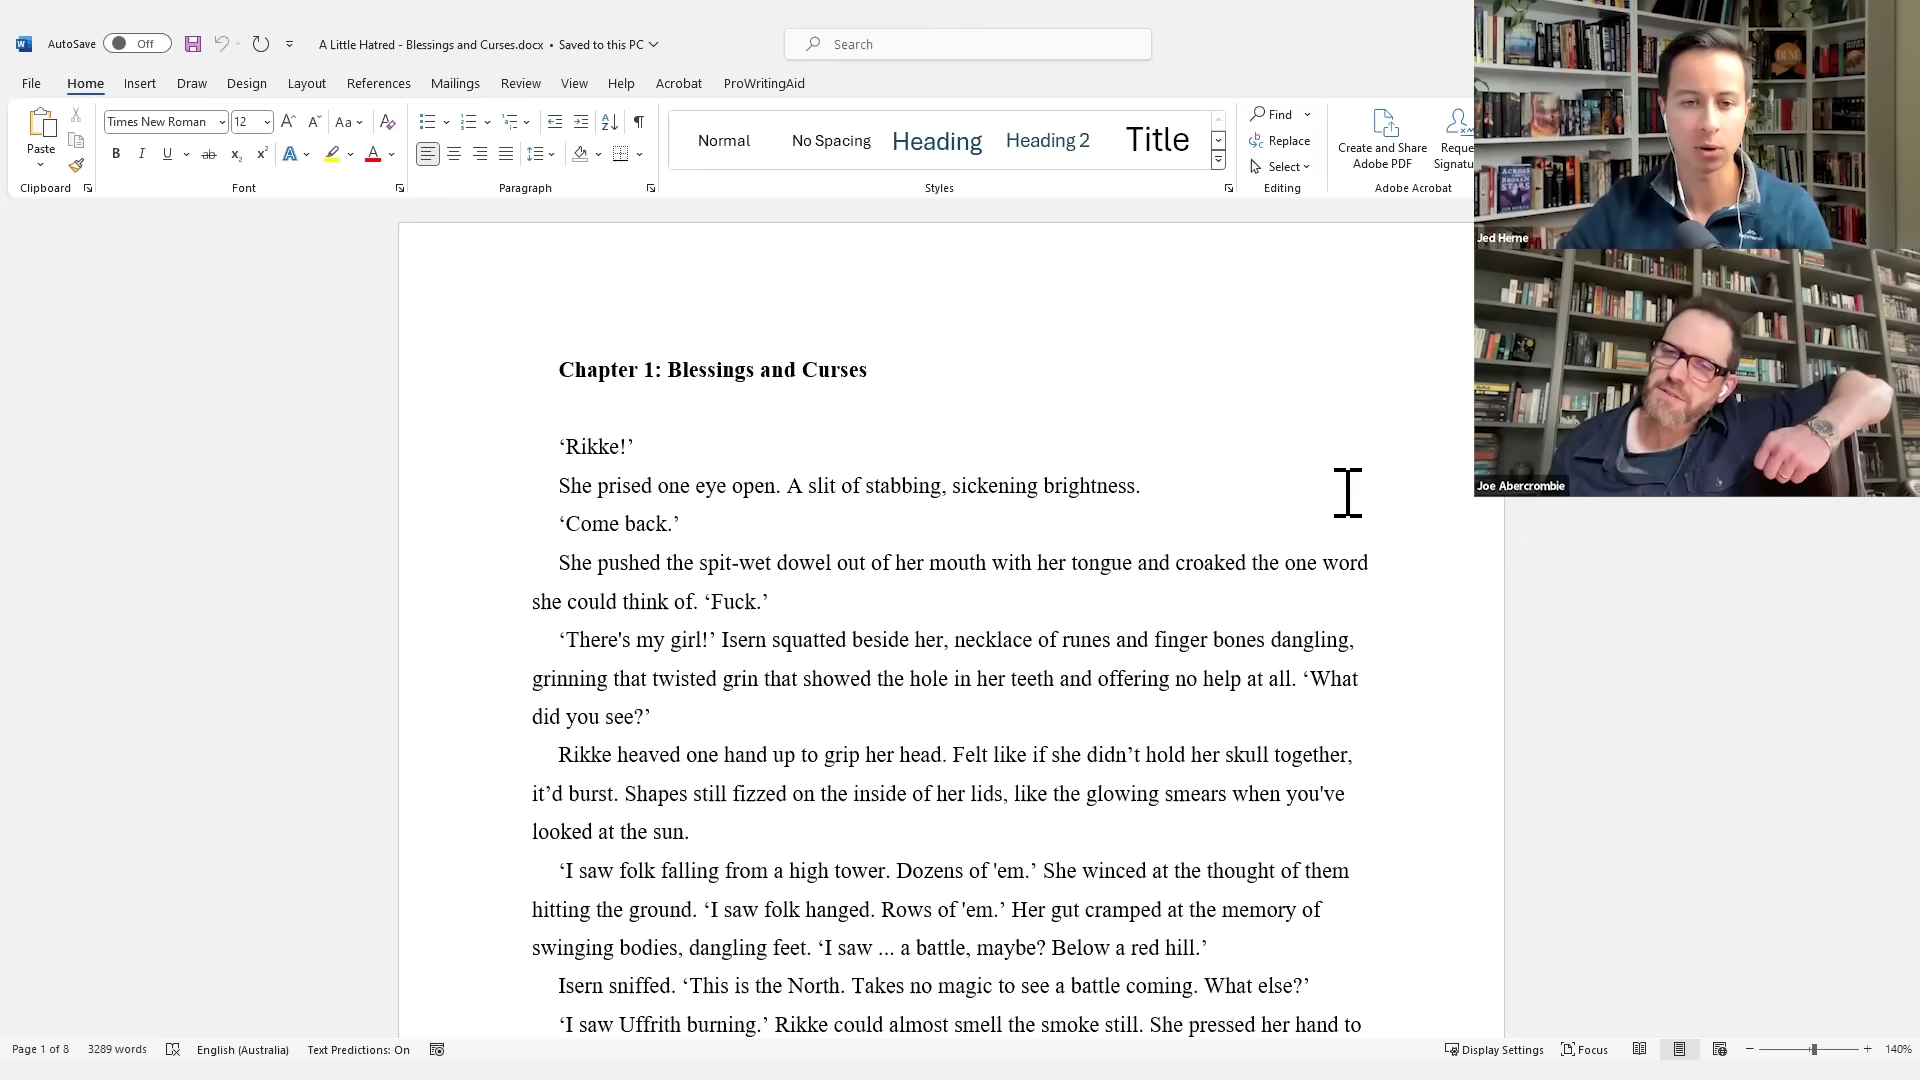 AutoSave Off A Little Hatred - Blessings and Curses.docx • Saved to this PC Search
File Home Insert Draw Design Layout References Mailings Review View Help Acrobat ProWritingAid
Paste
Clipboard
Times New Roman 12 Aa
Font
Paragraph
Normal No Spacing Heading Heading 2 Title
Styles
Find
Replace
Select
Editing
Create and Share Adobe PDF
Reque
Signatu
Adobe Acrobat
Jed Herne
Joe Abercrombie
ACROSS
BROKEN
STARS
DUNE
Chapter 1: Blessings and Curses
‘Rikke!’
She prised one eye open. A slit of stabbing, sickening brightness.
‘Come back.’
She pushed the spit-wet dowel out of her mouth with her tongue and croaked the one word
she could think of. ‘Fuck.’
‘There's my girl!’ Isern squatted beside her, necklace of runes and finger bones dangling,
grinning that twisted grin that showed the hole in her teeth and offering no help at all. ‘What
did you see?’
Rikke heaved one hand up to grip her head. Felt like if she didn’t hold her skull together,
it’d burst. Shapes still fizzed on the inside of her lids, like the glowing smears when you've
looked at the sun.
‘I saw folk falling from a high tower. Dozens of 'em.’ She winced at the thought of them
hitting the ground. ‘I saw folk hanged. Rows of 'em.’ Her gut cramped at the memory of
swinging bodies, dangling feet. ‘I saw ... a battle, maybe? Below a red hill.’
Isern sniffed. ‘This is the North. Takes no magic to see a battle coming. What else?’
‘I saw Uffrith burning.’ Rikke could almost smell the smoke still. She pressed her hand to
Page 1 of 8 3289 words English (Australia) Text Predictions: On Display Settings Focus 140%